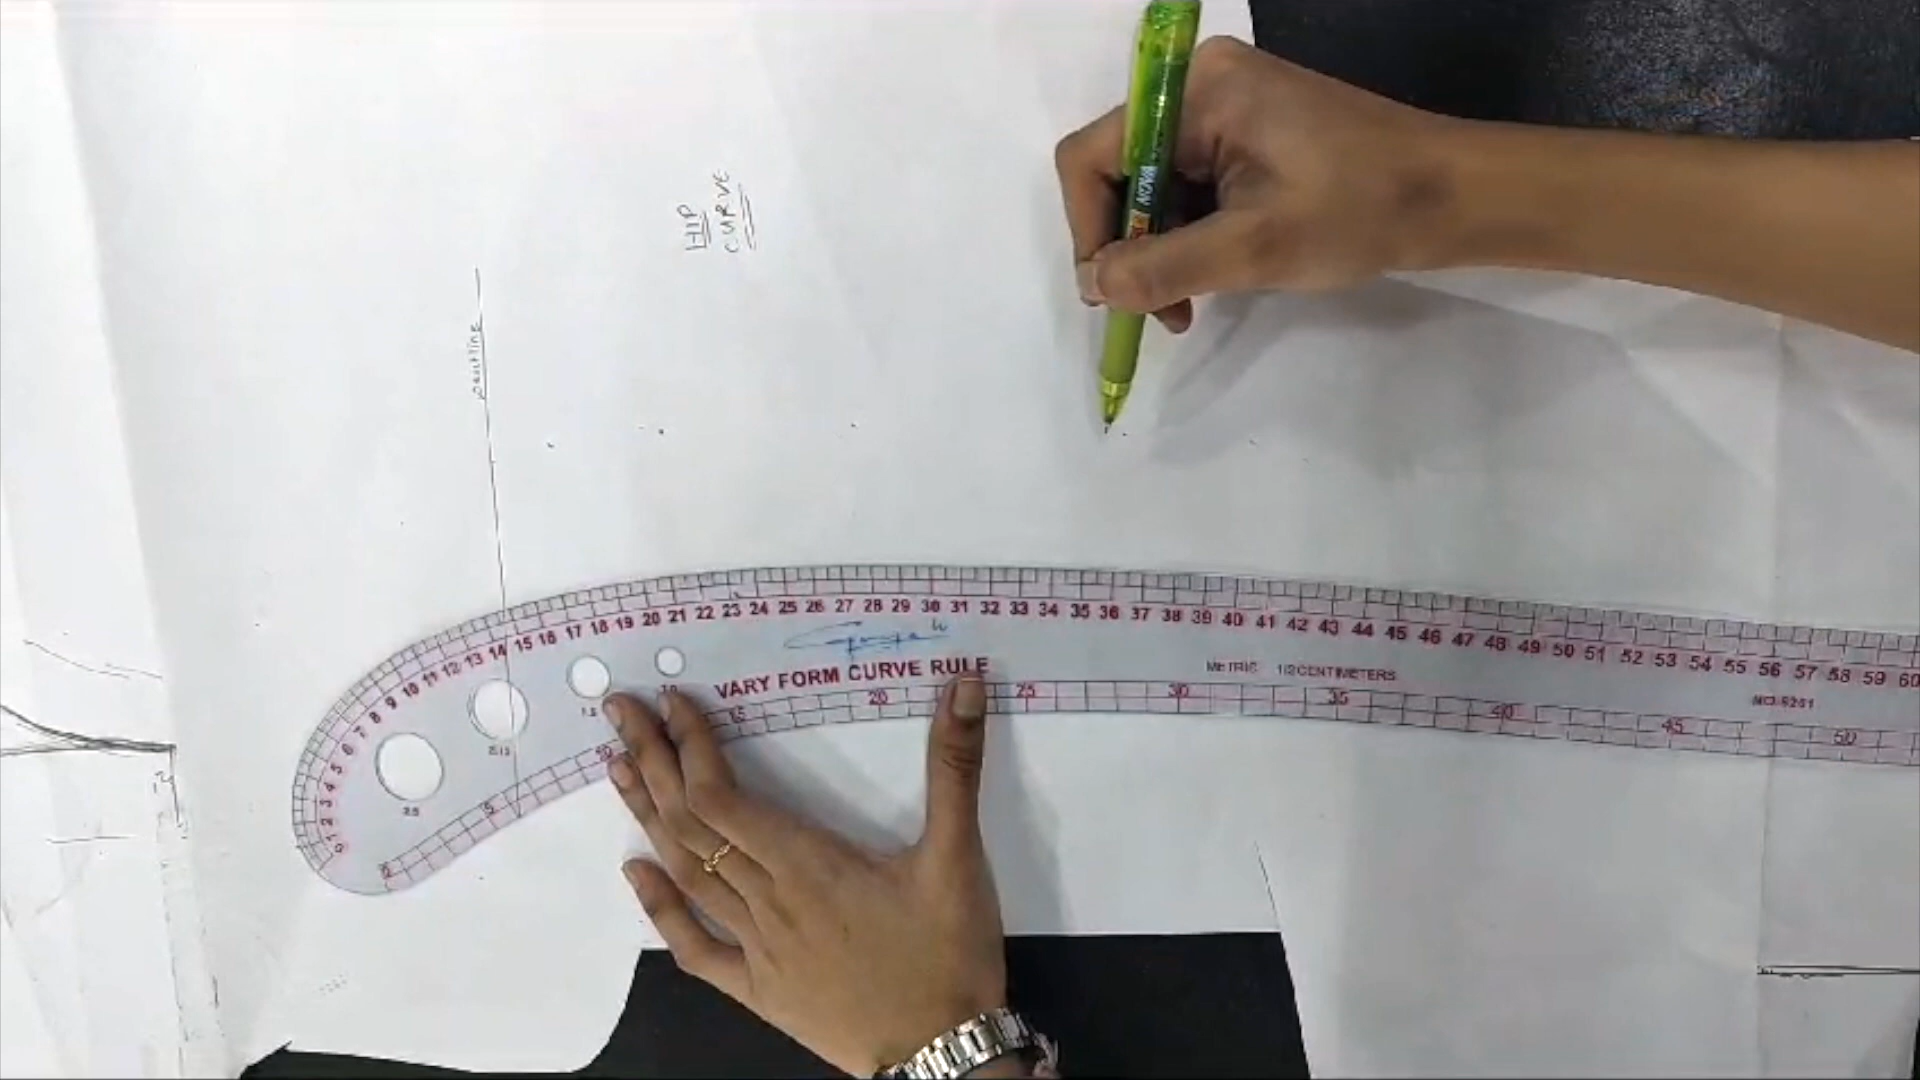 HIP
CURVE
0 1 2 3 4 5 6 7 8 9 10 11 12 13 14 15 16 17 18 19 20 21 22 23 24 25 26 27 28 29 30 31 32 33 34 35 36 37 38 39 40 41 42 43 44 45 46 47 48 49 50 51 52 53 54 55 56 57 58 59 60
VARY FORM CURVE RULE
METRIC 1/2 CENTIMETERS
0 5 10 15 20 25 30 35 40 45 50
2.5
1.5